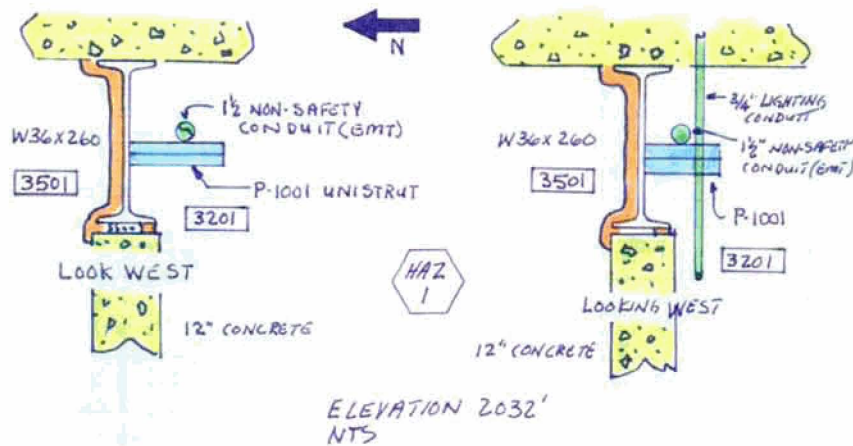 N
1½ NON-SAFETY
CONDUIT (EMT)
W36X260
3501
P-1001 UNISTRUT
3201
LOOK WEST
12" CONCRETE
HAZ
1
3/4" LIGHTING
CONDUIT
W36X260
1½" NON-SAFETY
CONDUIT (EMT)
3501
P-1001
3201
LOOKING WEST
12" CONCRETE
ELEVATION 2032'
NTS